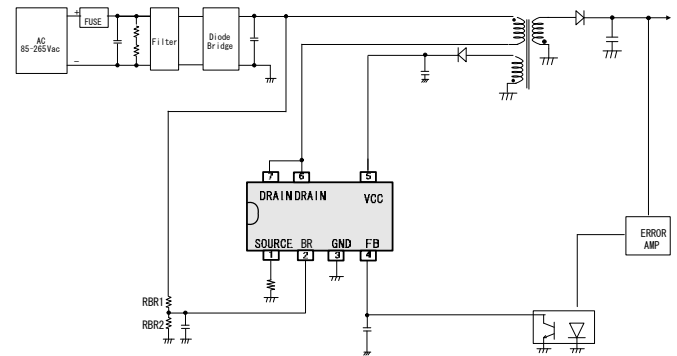 AC
85-265Vac
+
-
FUSE
Filter
Diode
Bridge
7
6
5
DRAIN DRAIN
VCC
SOURCE BR GND FB
1
2
3
4
RBR1
RBR2
ERROR
AMP